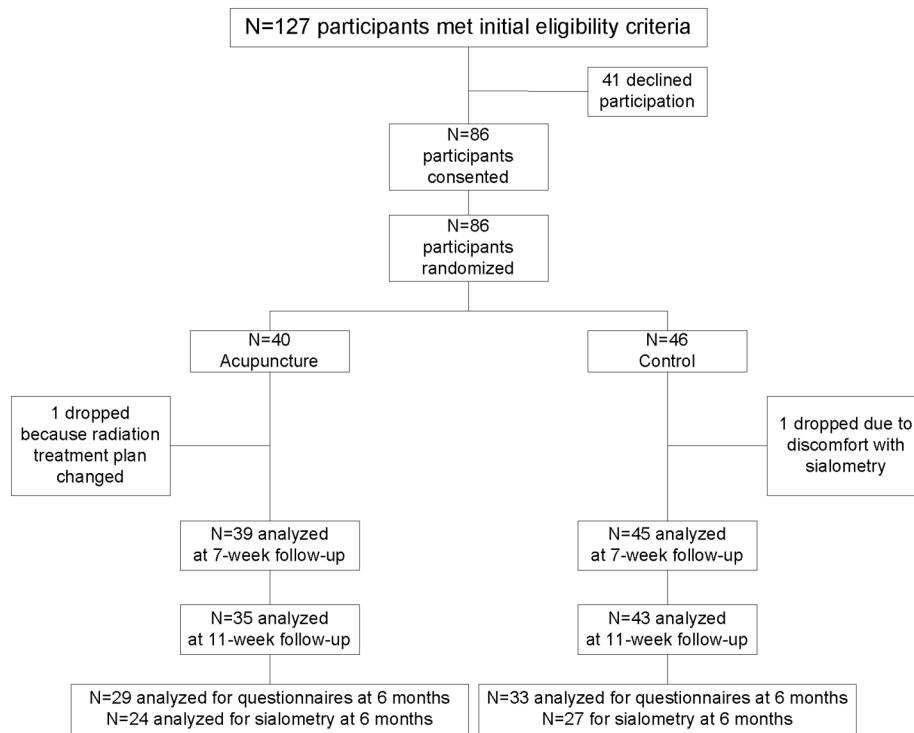 N=127 participants met initial eligibility criteria
41 declined
participation
N=86
participants
consented
N=86
participants
randomized
N=40
Acupuncture
N=46
Control
1 dropped
because radiation
treatment plan
changed
1 dropped due to
discomfort with
sialometry
N=39 analyzed
at 7-week follow-up
N=45 analyzed
at 7-week follow-up
N=35 analyzed
at 11-week follow-up
N=43 analyzed
at 11-week follow-up
N=29 analyzed for questionnaires at 6 months
N=24 analyzed for sialometry at 6 months
N=33 analyzed for questionnaires at 6 months
N=27 for sialometry at 6 months